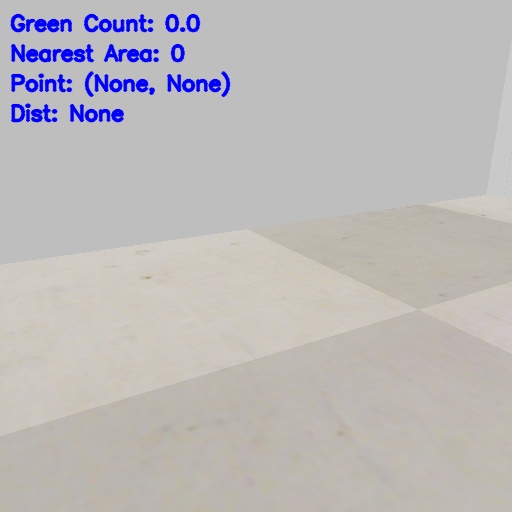 Green Count: 0.0
Nearest Area: 0
Point: (None, None)
Dist: None